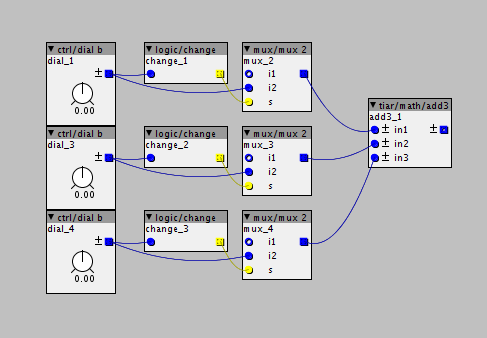 ctrl/dial b
dial_1
±
0.00
logic/change
change_1
mux/mux 2
mux_2
i1
i2
s
ctrl/dial b
dial_3
±
0.00
logic/change
change_2
mux/mux 2
mux_3
i1
i2
s
ctrl/dial b
dial_4
±
0.00
logic/change
change_3
mux/mux 2
mux_4
i1
i2
s
tiar/math/add3
add3_1
± in1 ±
± in2
± in3